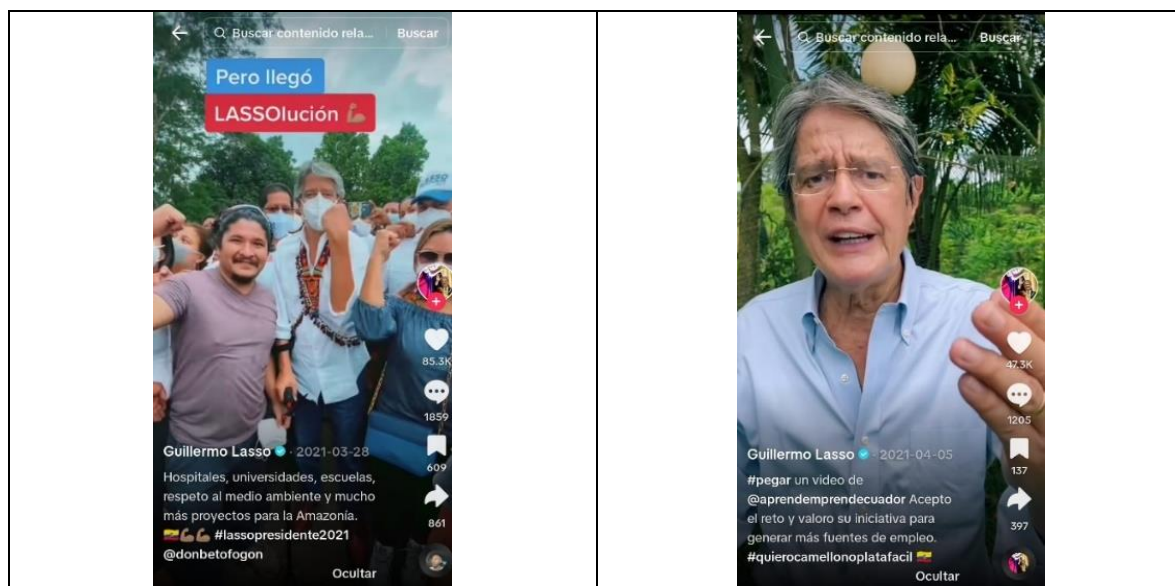 Buscar contenido rela... Buscar
Pero llegó
LASSOlución 💪🏽
LASSO
85.3K
1859
609
861
Guillermo Lasso · 2021-03-28
Hospitales, universidades, escuelas,
respeto al medio ambiente y mucho
más proyectos para la Amazonía.
🇪🇨💪🏽💪🏽 #lassopresidente2021
@donbetofogon
Ocultar
Buscar contenido rela... Buscar
47.3K
1205
137
397
Guillermo Lasso · 2021-04-05
#pegar un video de
@aprendemprendecuador Acepto
el reto y valoro su iniciativa para
generar más fuentes de empleo.
#quierocamellonoplatafacil 🇪🇨
Ocultar